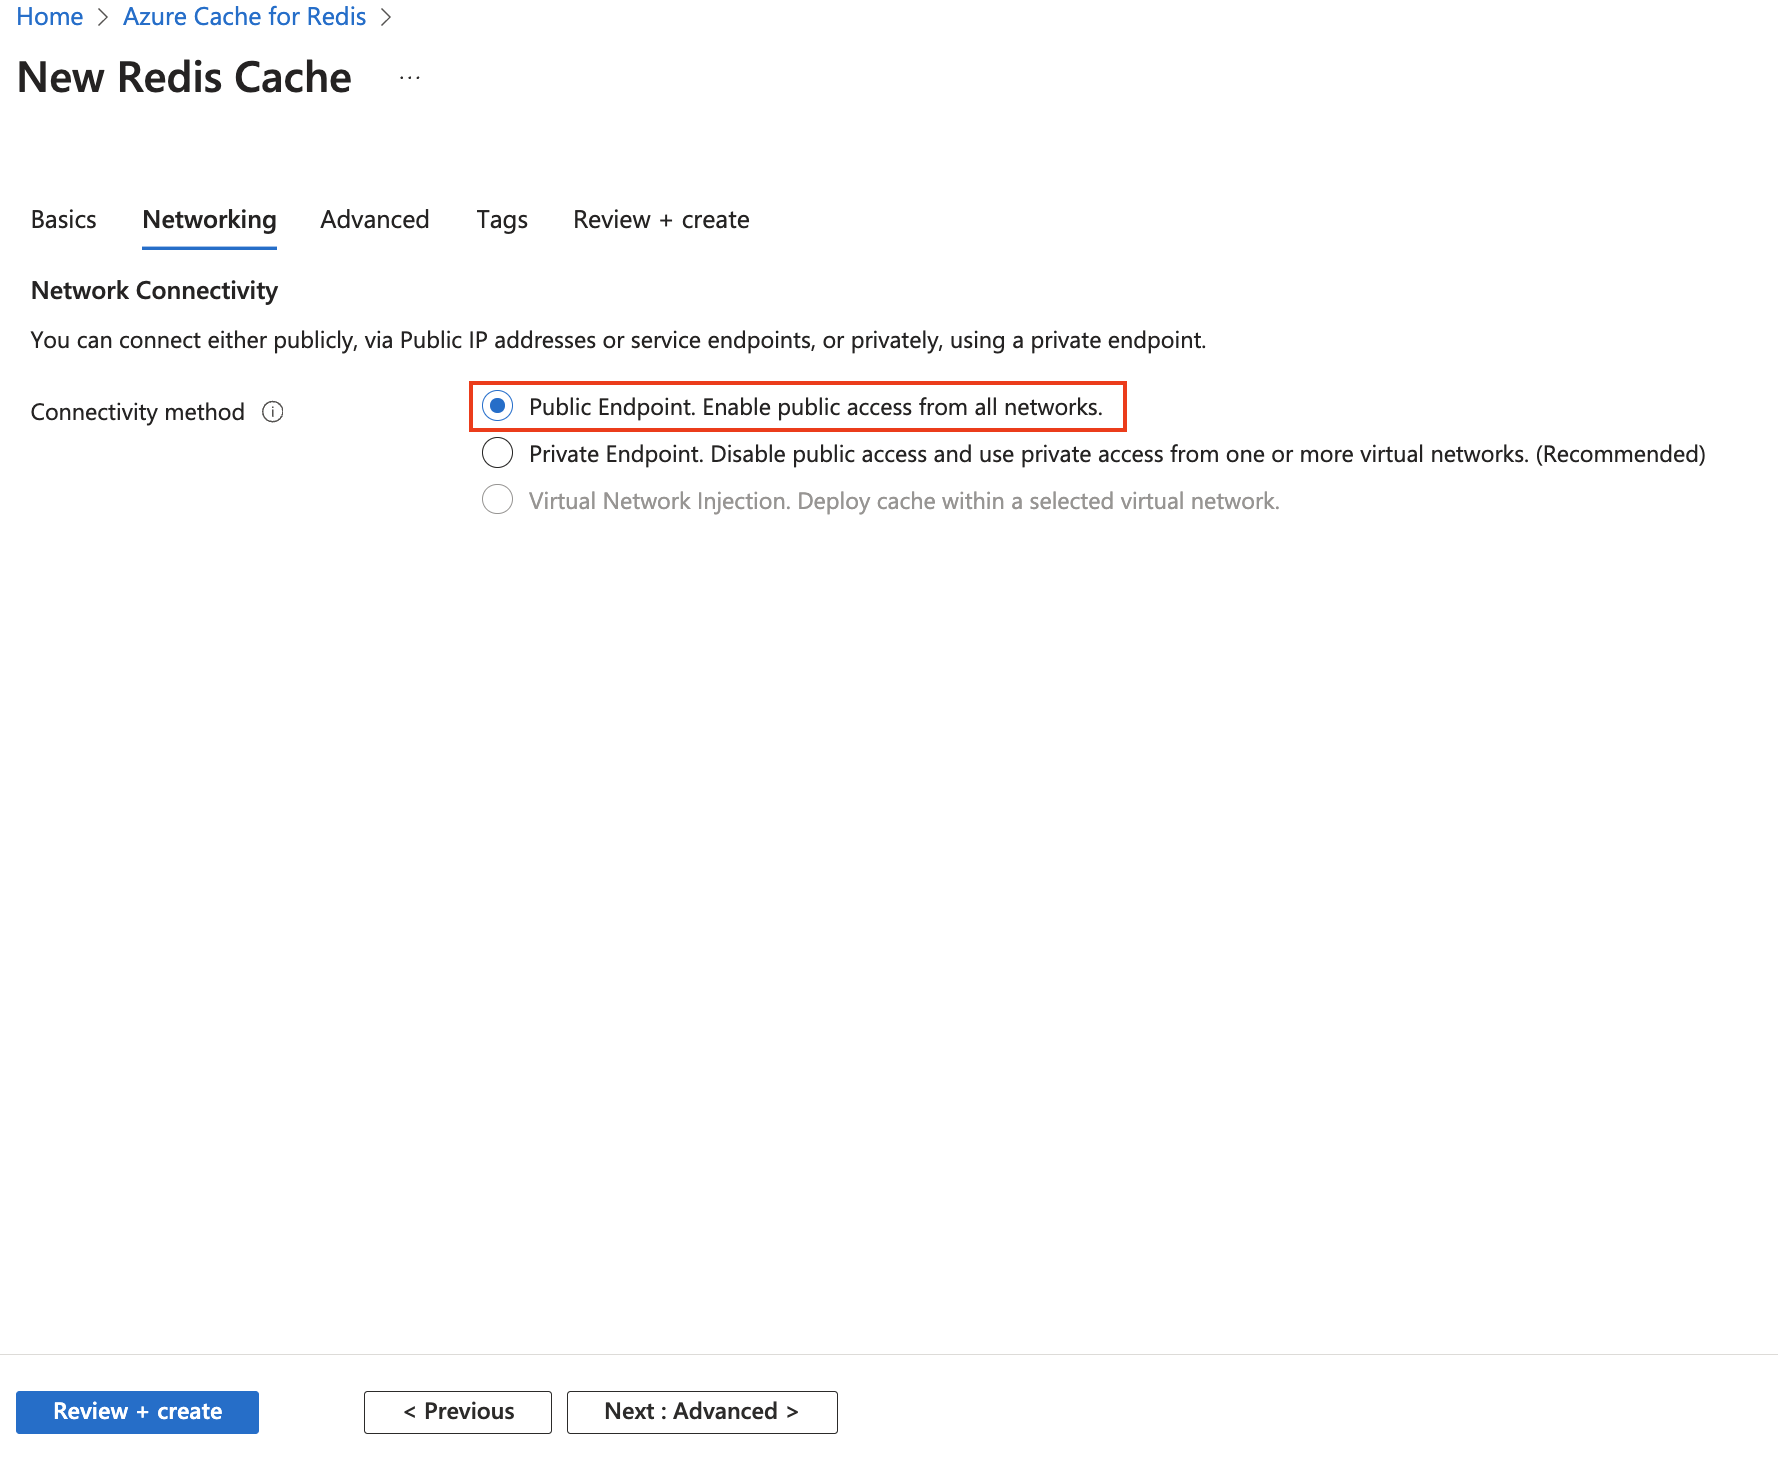 Home > Azure Cache for Redis >
New Redis Cache ...
Basics Networking Advanced Tags Review + create
Network Connectivity
You can connect either publicly, via Public IP addresses or service endpoints, or privately, using a private endpoint.
Connectivity method
Public Endpoint. Enable public access from all networks.
Private Endpoint. Disable public access and use private access from one or more virtual networks. (Recommended)
Virtual Network Injection. Deploy cache within a selected virtual network.
Review + create < Previous Next : Advanced >